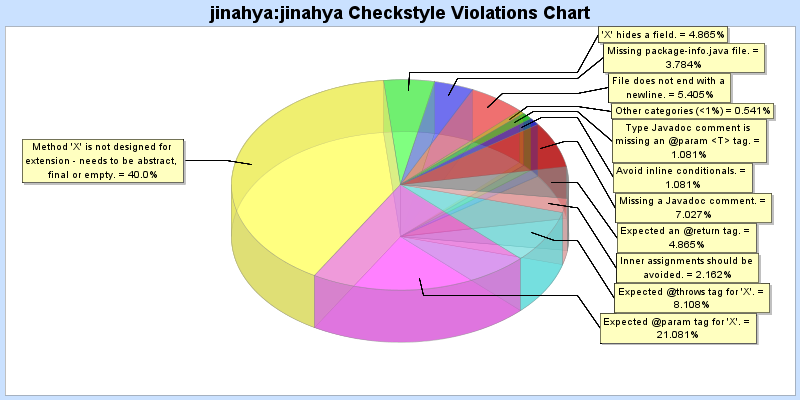 jinahya:jinahya Checkstyle Violations Chart
'X' hides a field. = 4.865%
Missing package-info.java file. =
3.784%
File does not end with a
newline. = 5.405%
Other categories (<1%) = 0.541%
Type Javadoc comment is
missing an @param <T> tag. =
1.081%
Avoid inline conditionals. =
1.081%
Missing a Javadoc comment. =
7.027%
Expected an @return tag. =
4.865%
Inner assignments should be
avoided. = 2.162%
Expected @throws tag for 'X'. =
8.108%
Expected @param tag for 'X'. =
21.081%
Method 'X' is not designed for
extension - needs to be abstract,
final or empty. = 40.0%